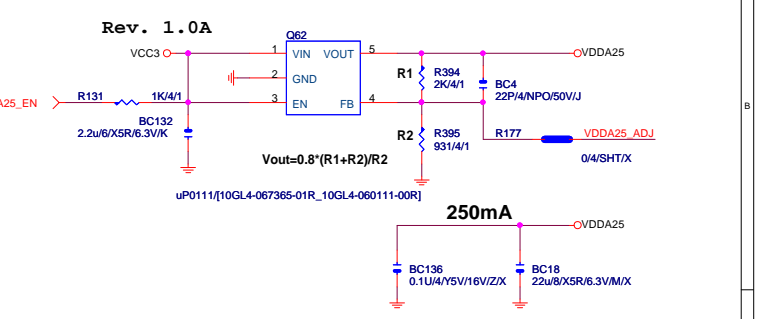 Rev. 1.0A
Q62
VCC3
1
VIN
VOUT
5
VDDA25
2
GND
R1
R394
2K/4/1
BC4
22P/4/NPO/50V/J
A25_EN
R131
1K/4/1
3
EN
FB
4
BC132
2.2u/6/X5R/6.3V/K
R2
R395
931/4/1
R177
VDDA25_ADJ
0/4/SHT/X
Vout=0.8*(R1+R2)/R2
uP0111/[10GL4-067365-01R_10GL4-060111-00R]
250mA
VDDA25
BC136
0.1U/4/Y5V/16V/Z/X
BC18
22u/8/X5R/6.3V/M/X
B